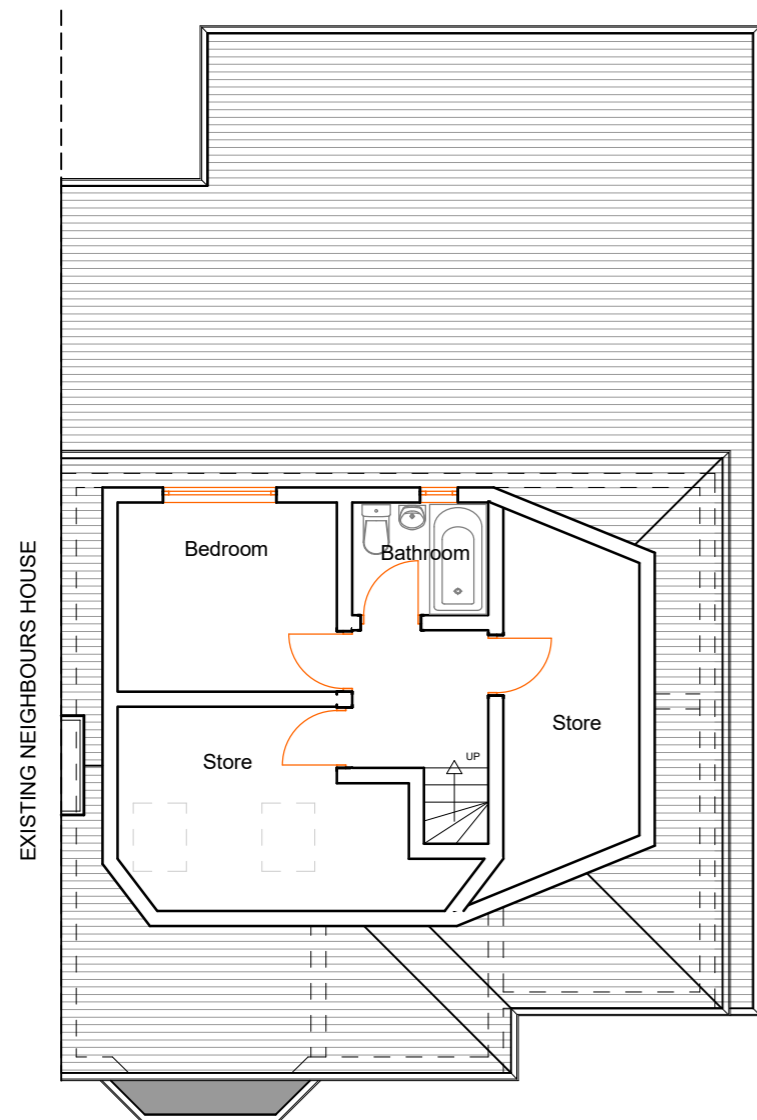 Bedroom
Bathroom
Store
Store
UP
EXISTING NEIGHBOURS HOUSE